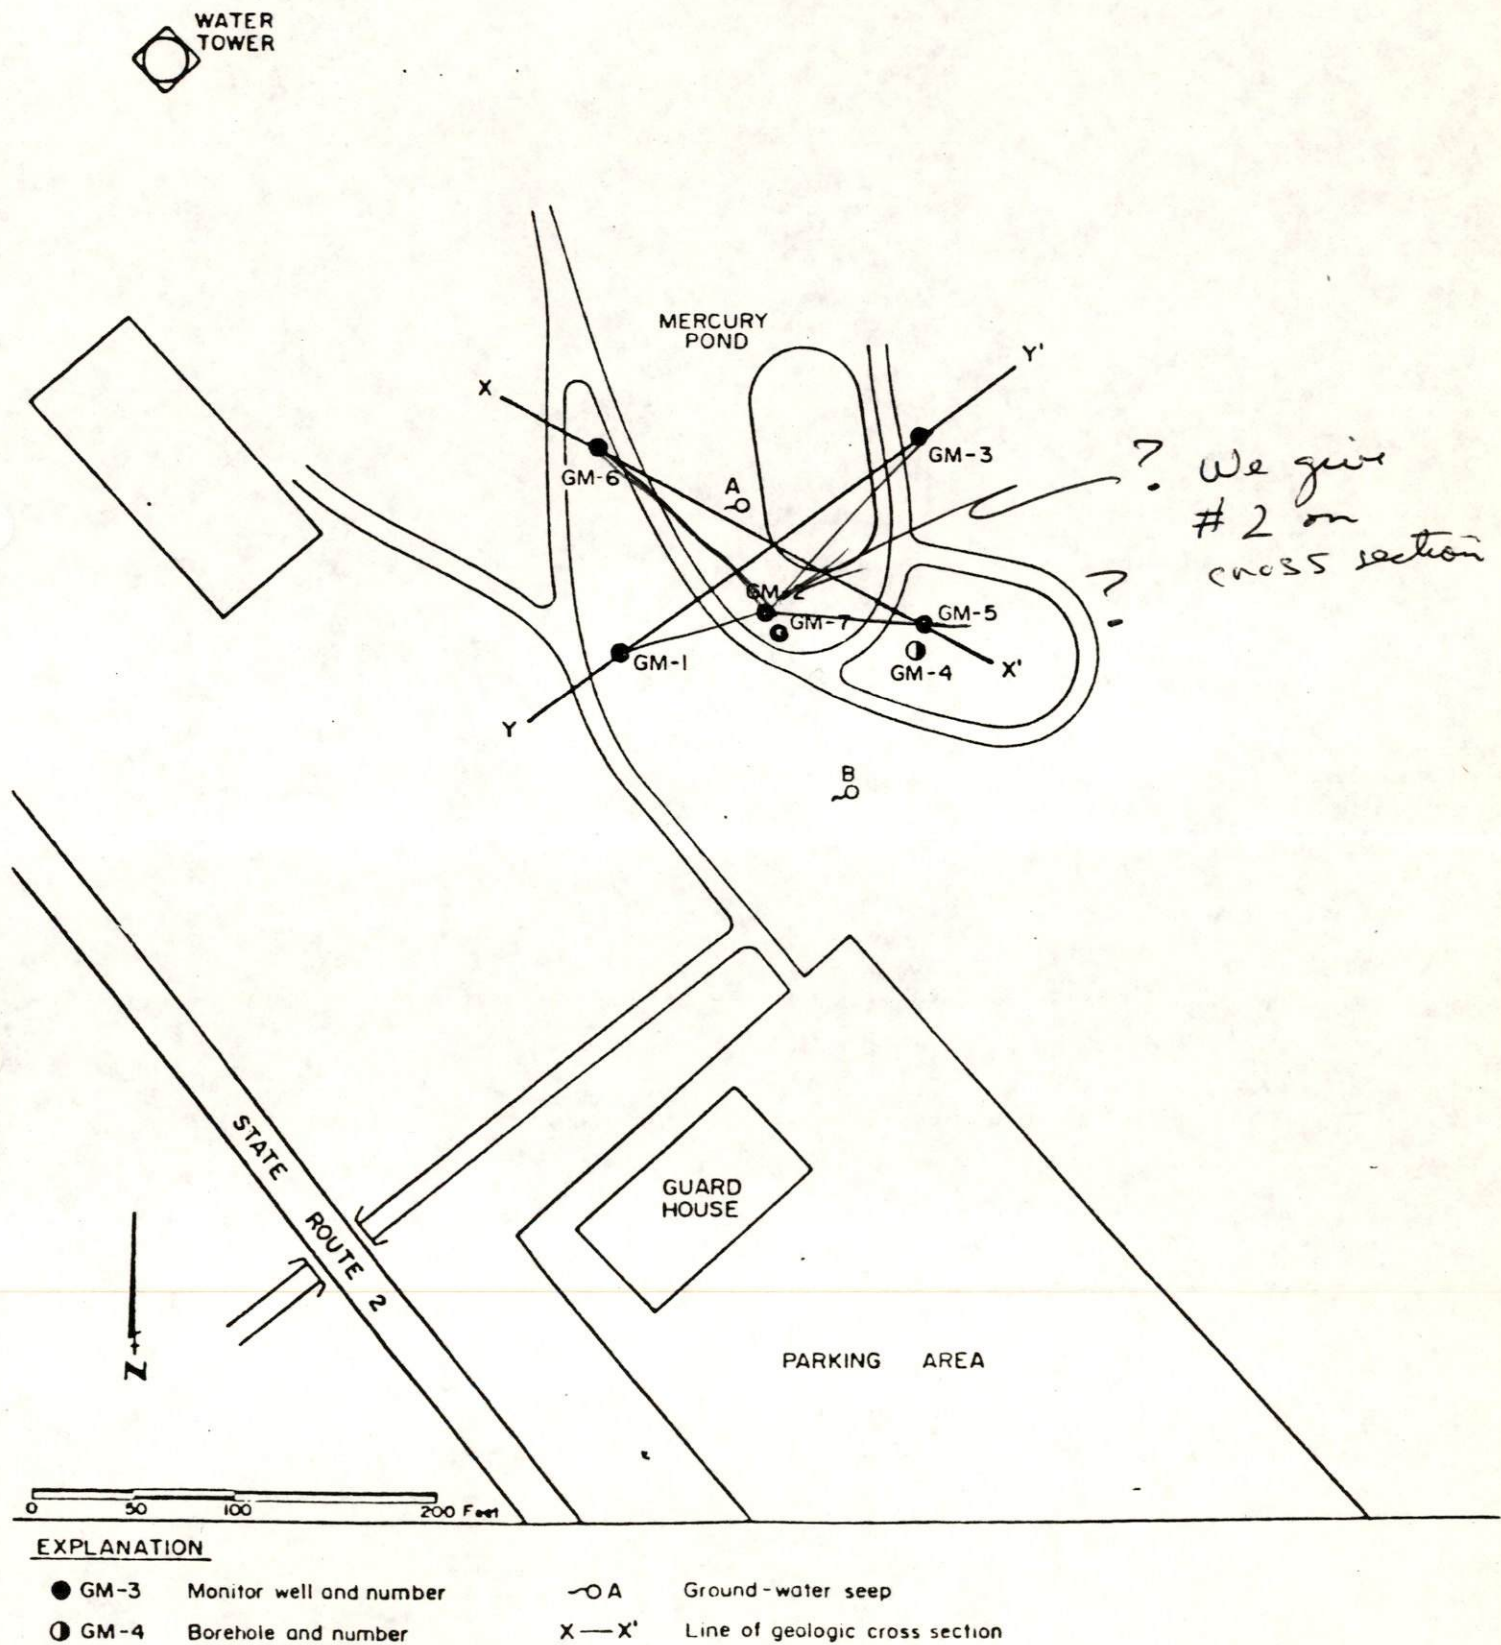 WATER
TOWER
MERCURY
POND
X
Y'
GM-3
GM-6
A
? We give
# 2 on
cross section
?
GM-2
GM-7
GM-5
GM-1
GM-4
X'
Y
B
STATE ROUTE 2
GUARD
HOUSE
N
PARKING AREA
0 50 100 200 Feet
EXPLANATION
GM-3 Monitor well and number
A Ground-water seep
GM-4 Borehole and number
X — X' Line of geologic cross section